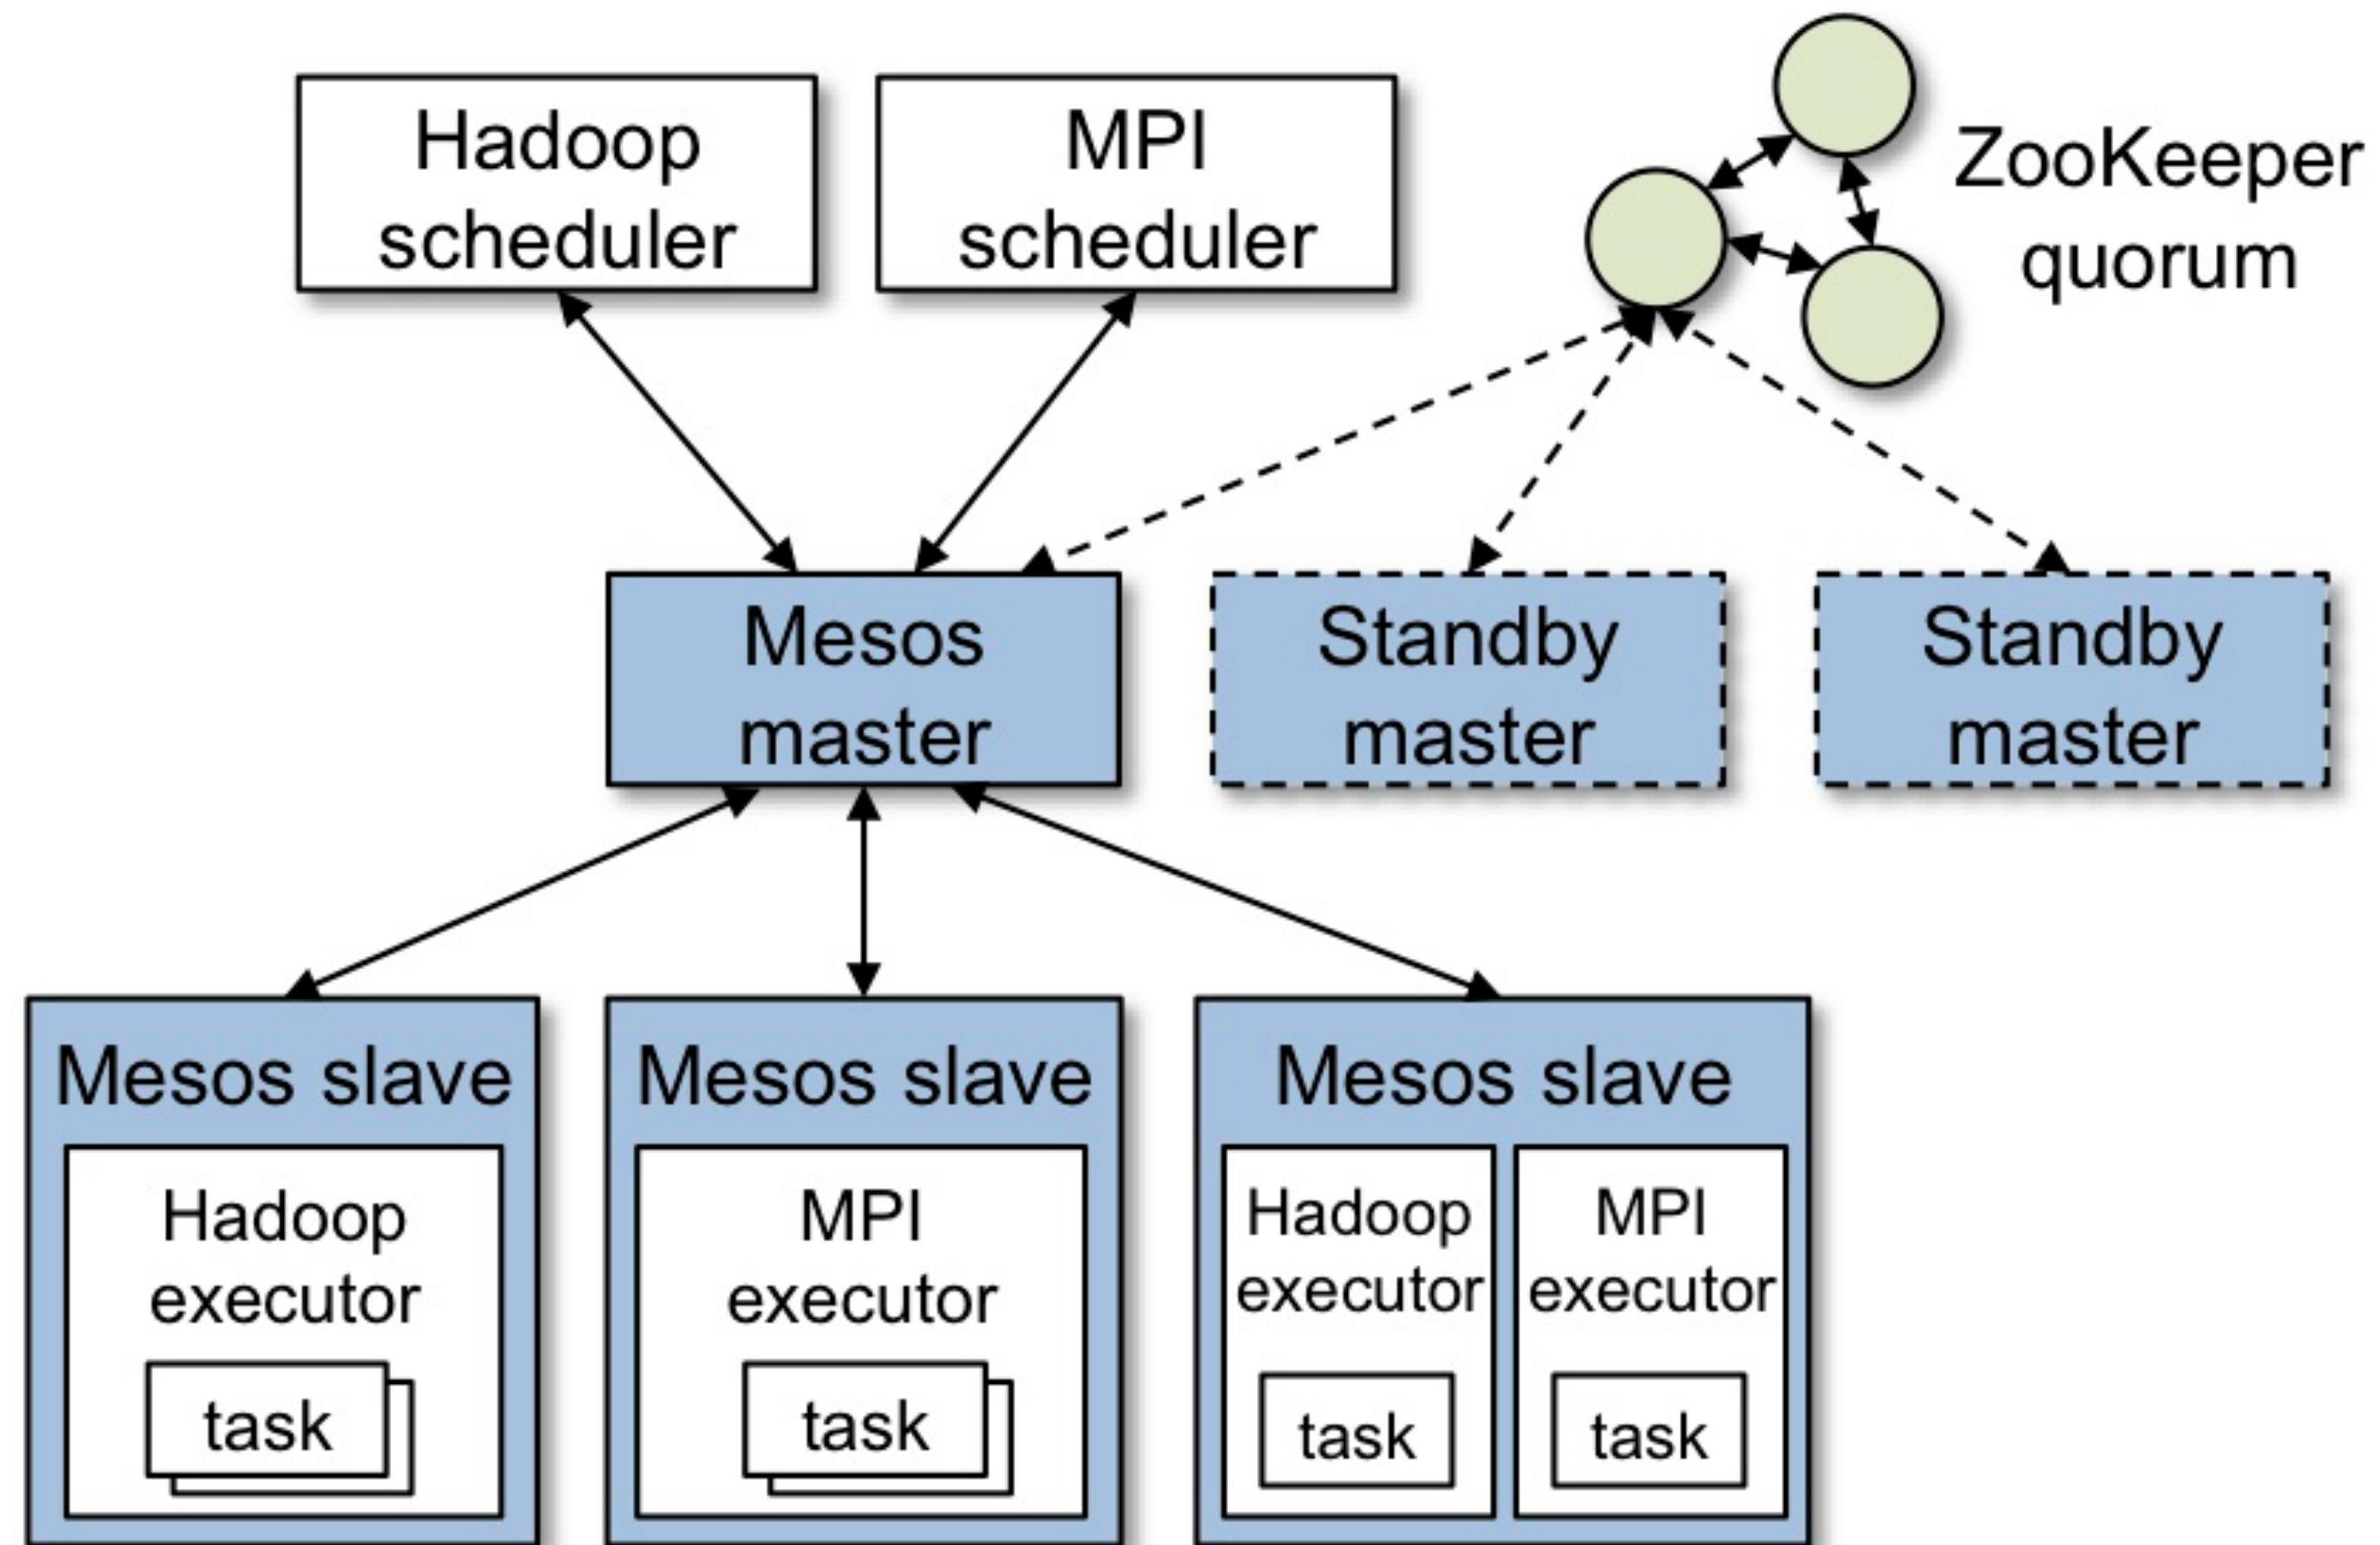 Hadoop
scheduler
MPI
scheduler
ZooKeeper
quorum
Mesos
master
Standby
master
Standby
master
Mesos slave
Hadoop
executor
task
Mesos slave
MPI
executor
task
Mesos slave
Hadoop
executor
task
MPI
executor
task